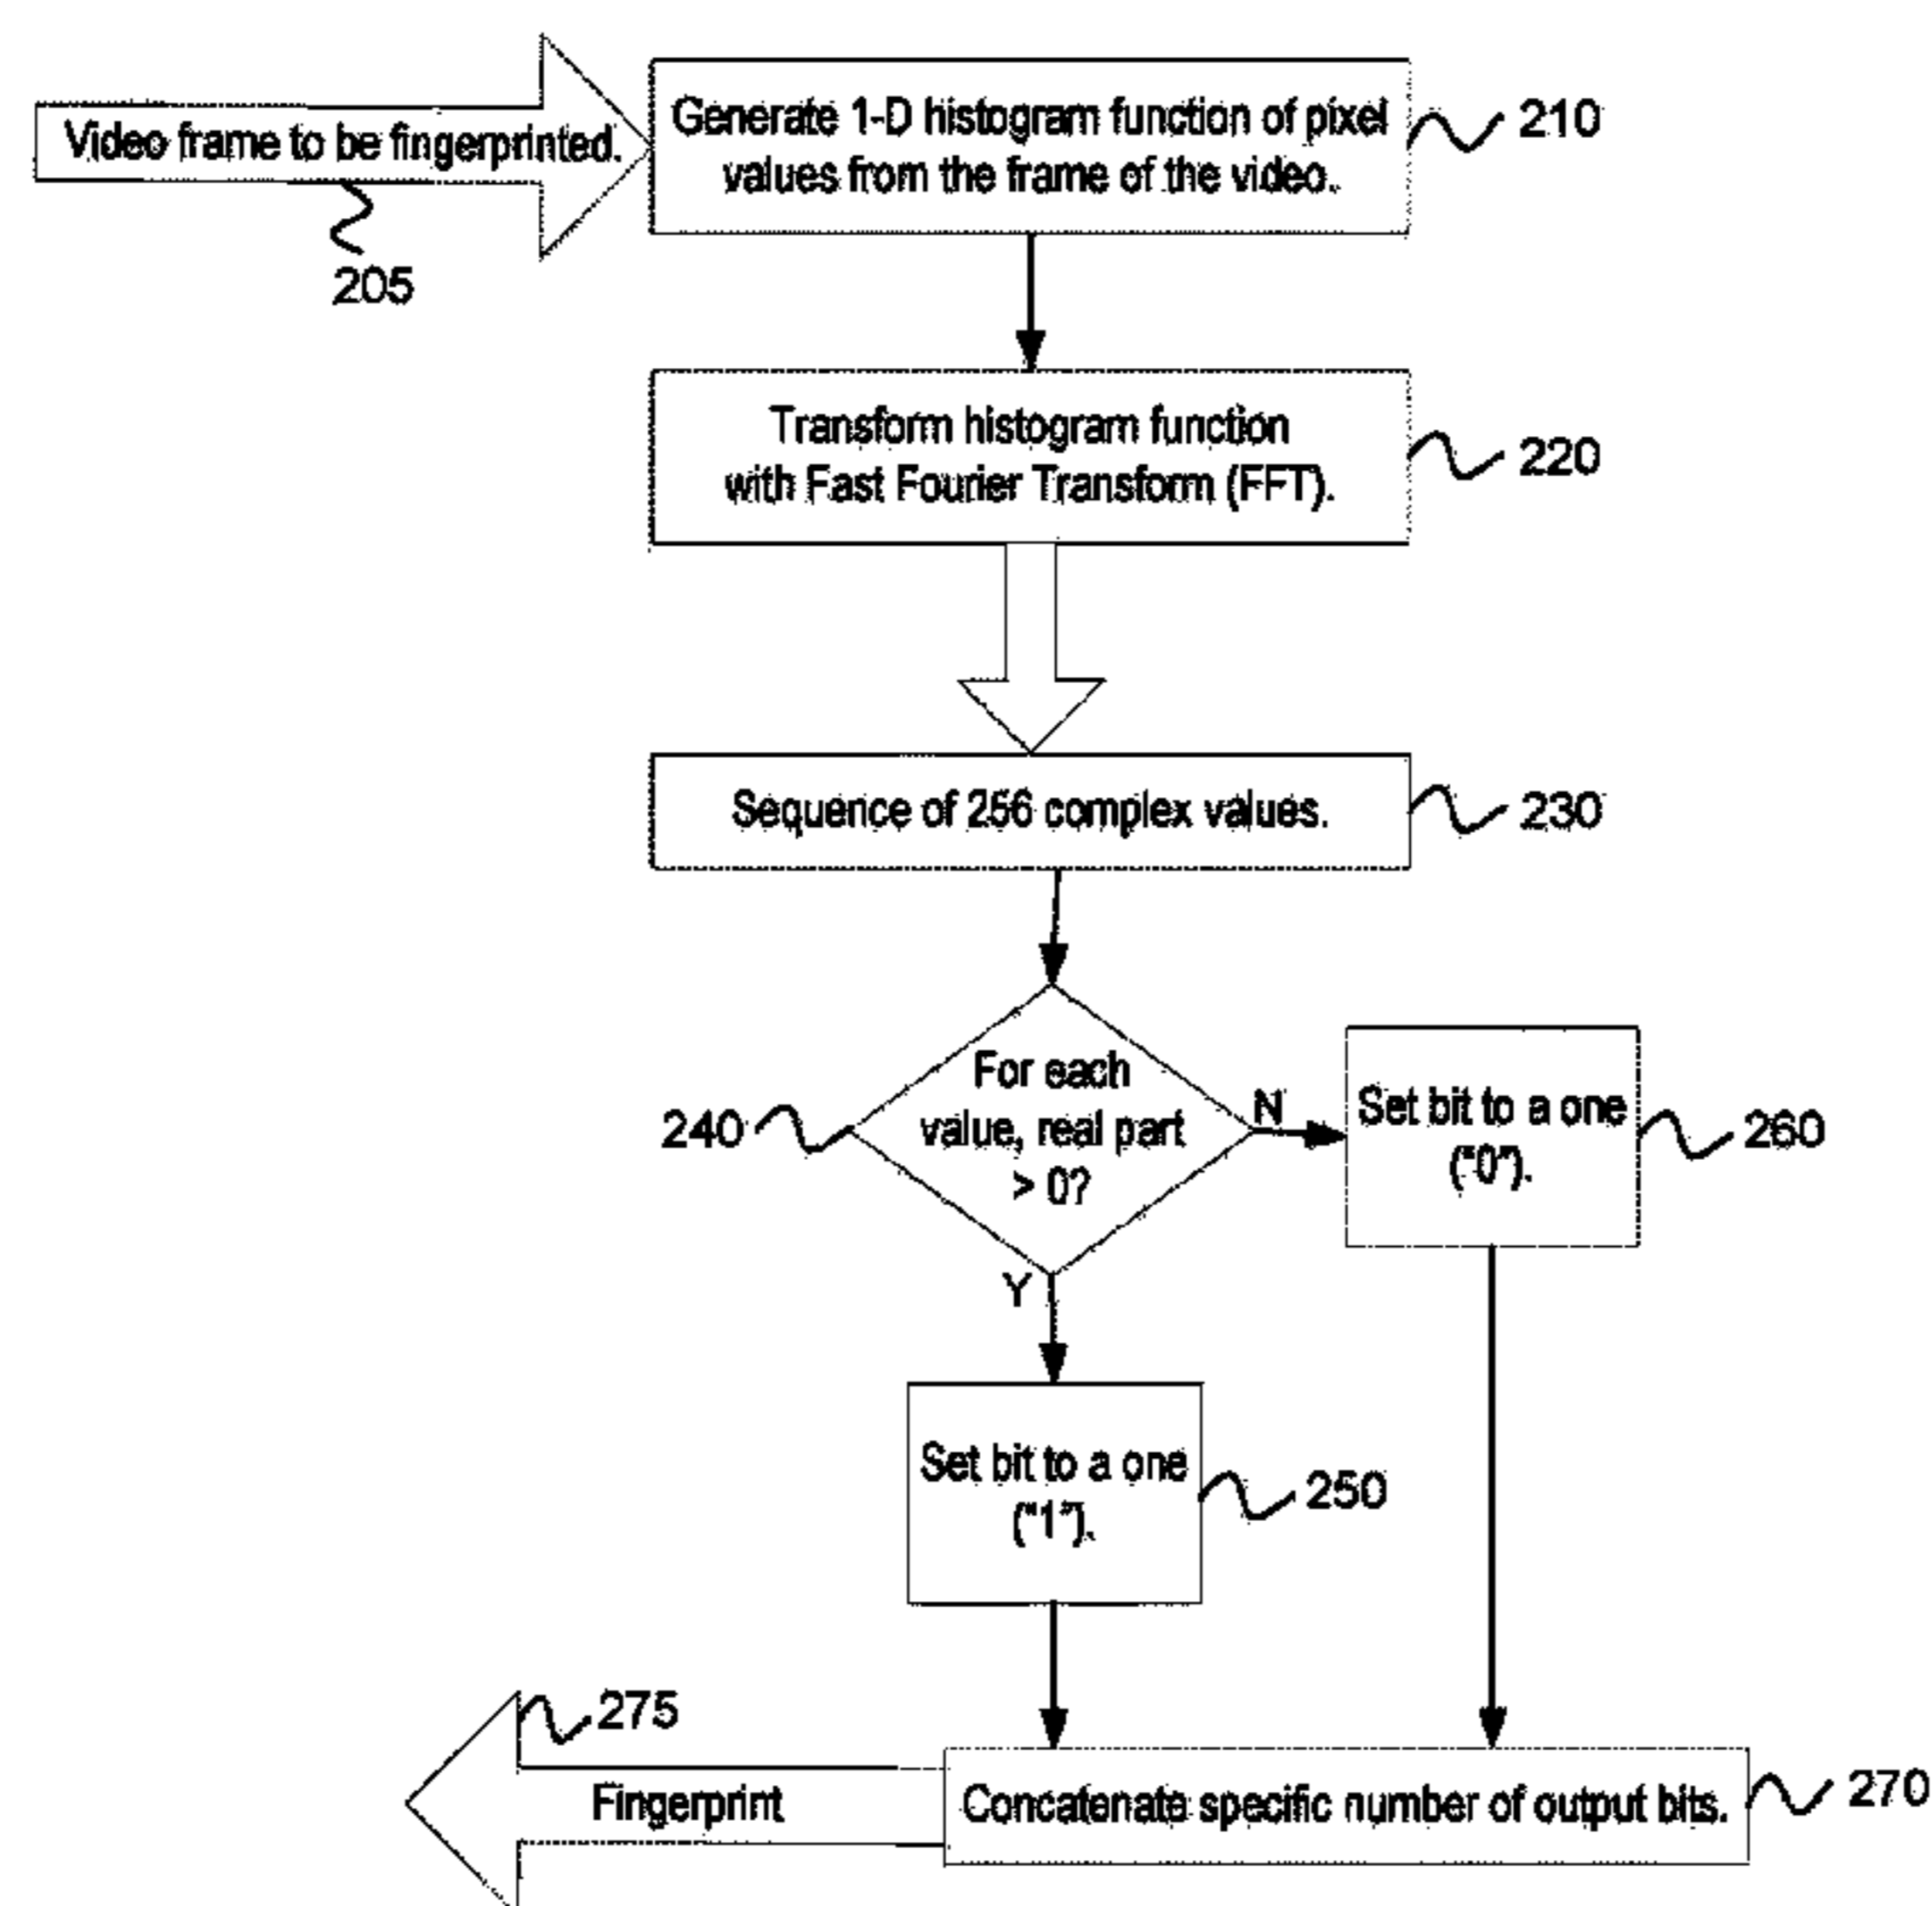 Video frame to be fingerprinted.
205
Generate 1-D histogram function of pixel
values from the frame of the video.
210
Transform histogram function
with Fast Fourier Transform (FFT).
220
Sequence of 256 complex values.
230
For each
value, real part
> 0?
240
N
Set bit to a one
("0").
260
Y
Set bit to a one
("1").
250
275
Fingerprint
Concatenate specific number of output bits.
270